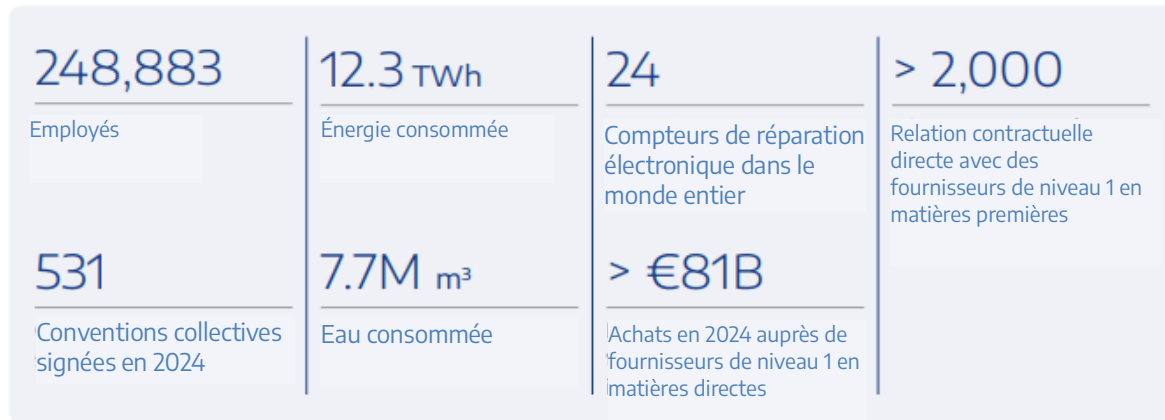 248,883
Employés
531
Conventions collectives
signées en 2024
12.3 TWh
Énergie consommée
7.7M m³
Eau consommée
24
Compteurs de réparation
électronique dans le
monde entier
> €81B
Achats en 2024 auprès de
fournisseurs de niveau 1 en
matières directes
> 2,000
Relation contractuelle
directe avec des
fournisseurs de niveau 1 en
matières premières